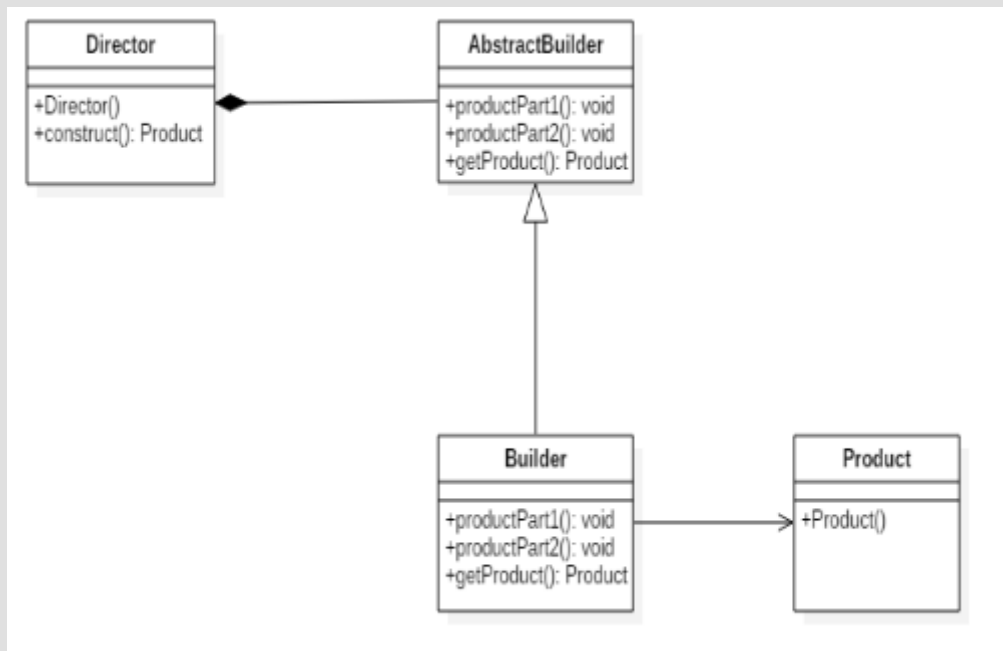 Director
+Director()
+construct(): Product
AbstractBuilder
+productPart1(): void
+productPart2(): void
+getProduct(): Product
Builder
+productPart1(): void
+productPart2(): void
+getProduct(): Product
Product
+Product()